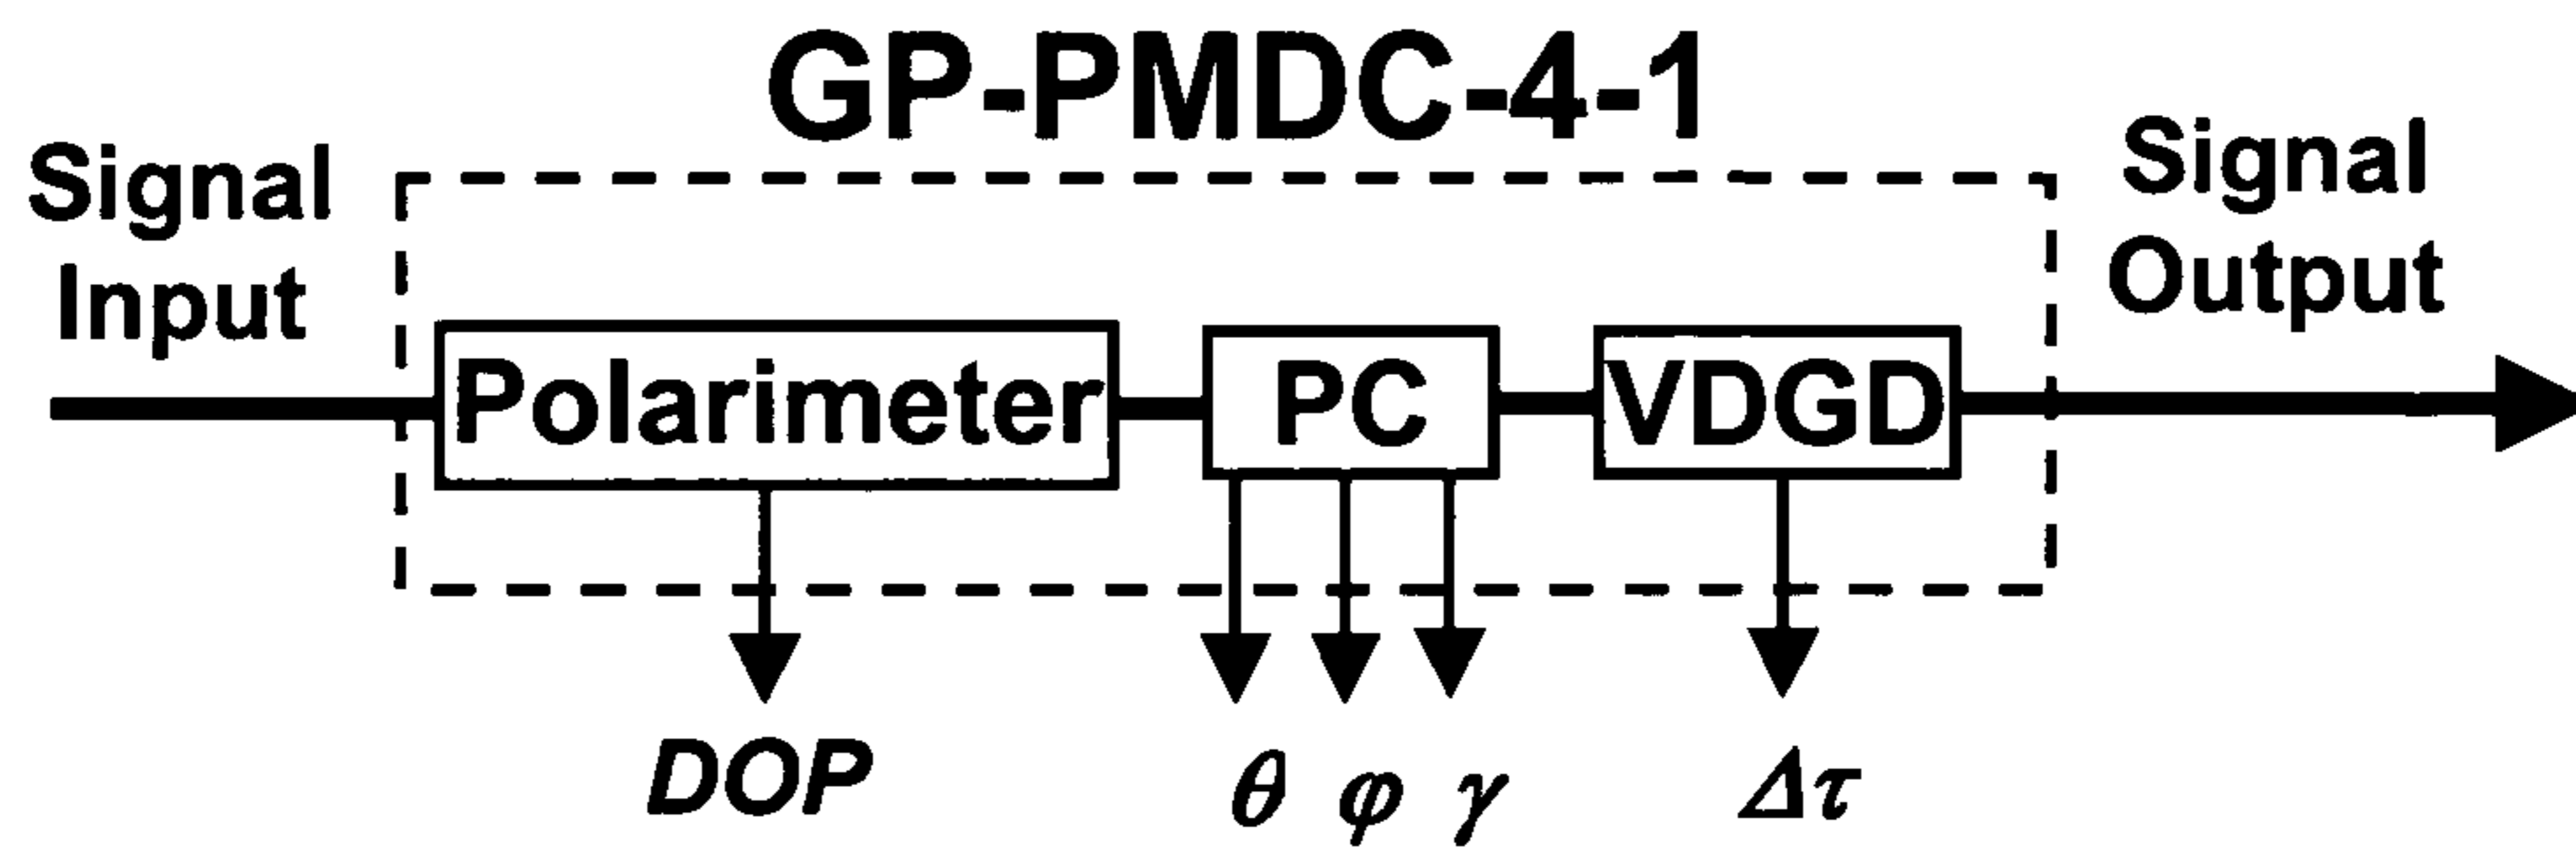 GP-PMDC-4-1
Signal
Input
Signal
Output
Polarimeter
PC
VDGD
DOP
θ φ γ
Δτ